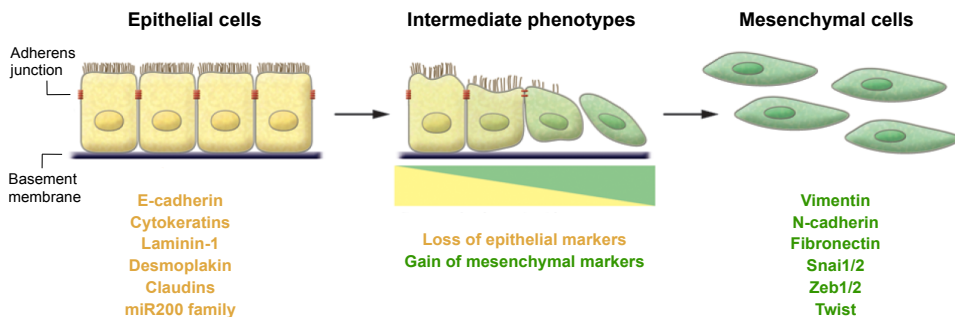 Epithelial cells
Intermediate phenotypes
Mesenchymal cells
Adherens
junction
Basement
membrane
E-cadherin
Cytokeratins
Laminin-1
Desmoplakin
Claudins
miR200 family
Loss of epithelial markers
Gain of mesenchymal markers
Vimentin
N-cadherin
Fibronectin
Snai1/2
Zeb1/2
Twist